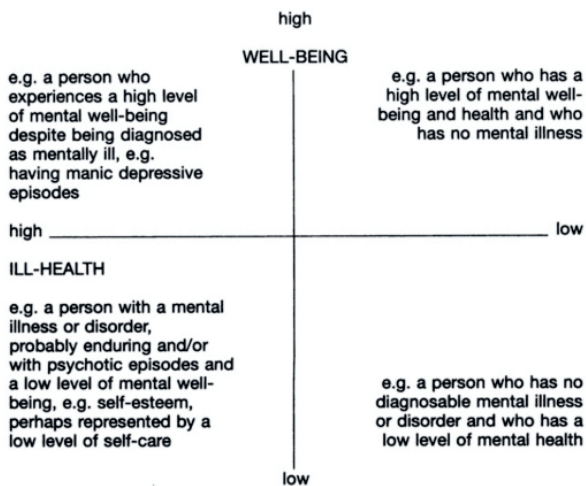 high
WELL-BEING
e.g. a person who
experiences a high level
of mental well-being
despite being diagnosed
as mentally ill, e.g.
having manic depressive
episodes
e.g. a person who has a
high level of mental well-
being and health and who
has no mental illness
high
low
ILL-HEALTH
e.g. a person with a mental
illness or disorder,
probably enduring and/or
with psychotic episodes and
a low level of mental well-
being, e.g. self-esteem,
perhaps represented by a
low level of self-care
e.g. a person who has no
diagnosable mental illness
or disorder and who has a
low level of mental health
low